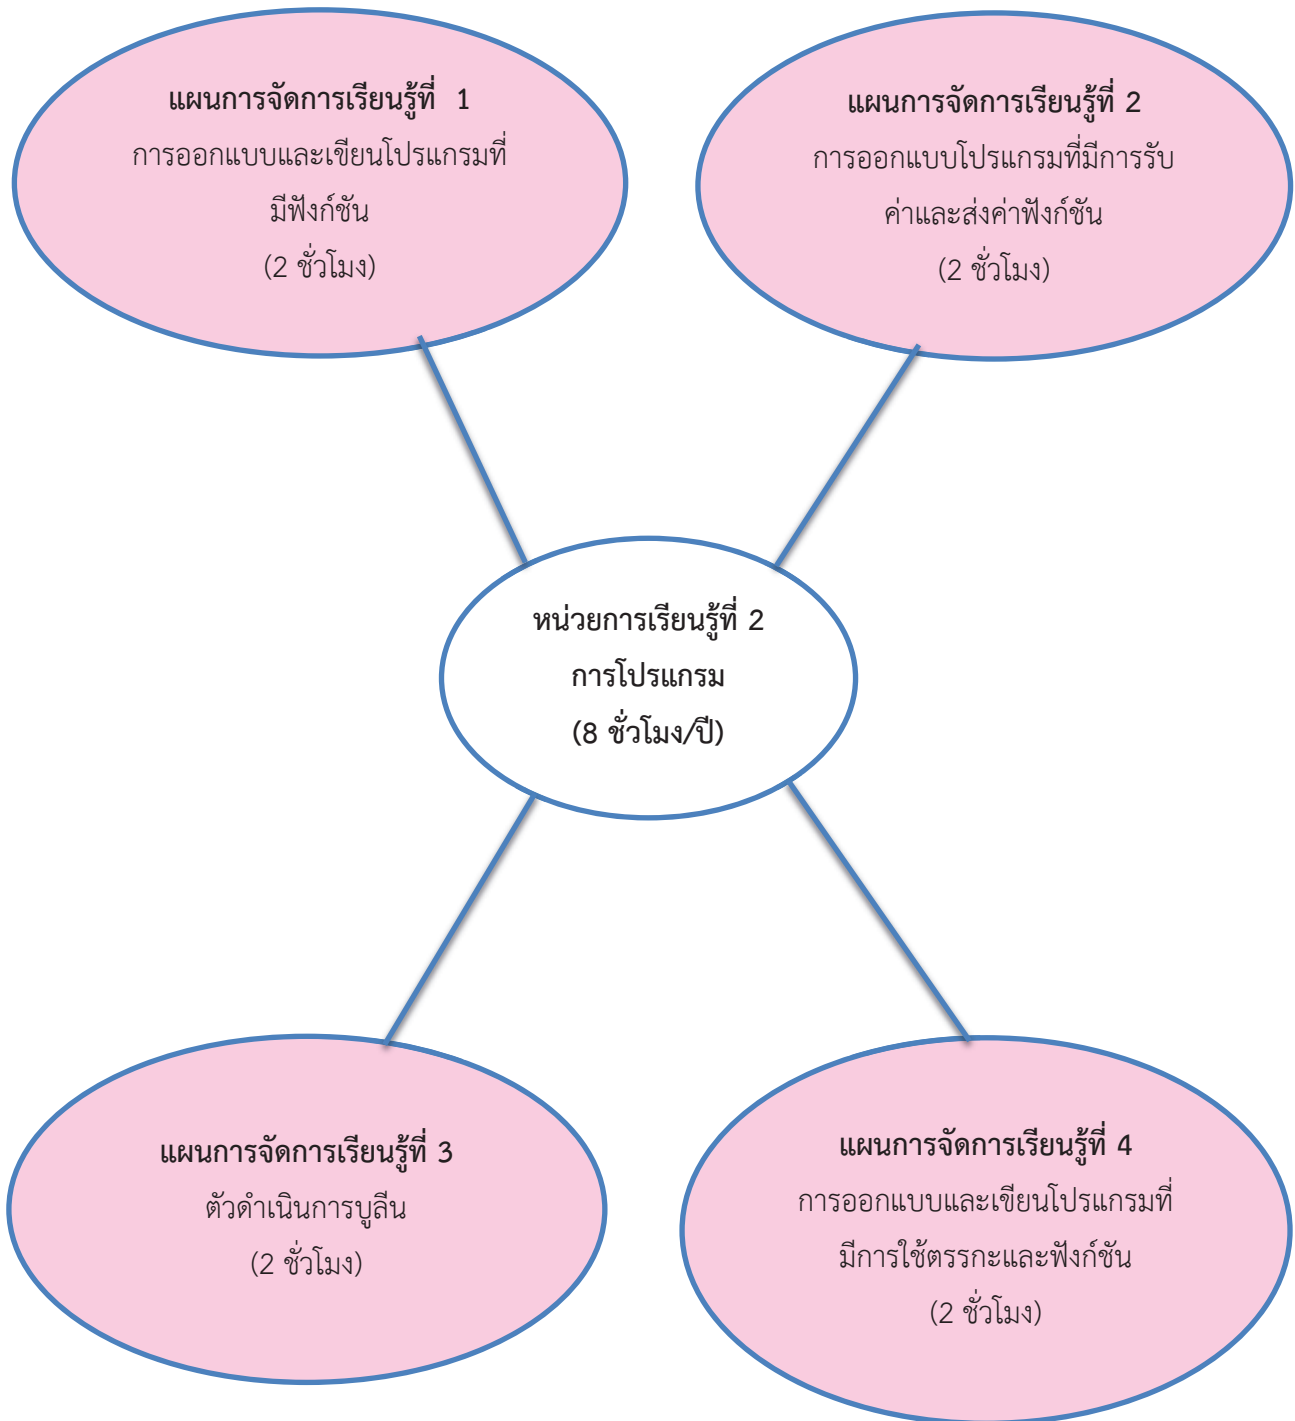 แผนการจัดการเรียนรู้ที่ 1
การออกแบบและเขียนโปรแกรมที่
มีฟังก์ชัน
(2 ชั่วโมง)
แผนการจัดการเรียนรู้ที่ 2
การออกแบบโปรแกรมที่มีการรับ
ค่าและส่งค่าฟังก์ชัน
(2 ชั่วโมง)
หน่วยการเรียนรู้ที่ 2
การโปรแกรม
(8 ชั่วโมง/ปี)
แผนการจัดการเรียนรู้ที่ 3
ตัวดำเนินการบูลีน
(2 ชั่วโมง)
แผนการจัดการเรียนรู้ที่ 4
การออกแบบและเขียนโปรแกรมที่
มีการใช้ตรรกะและฟังก์ชัน
(2 ชั่วโมง)